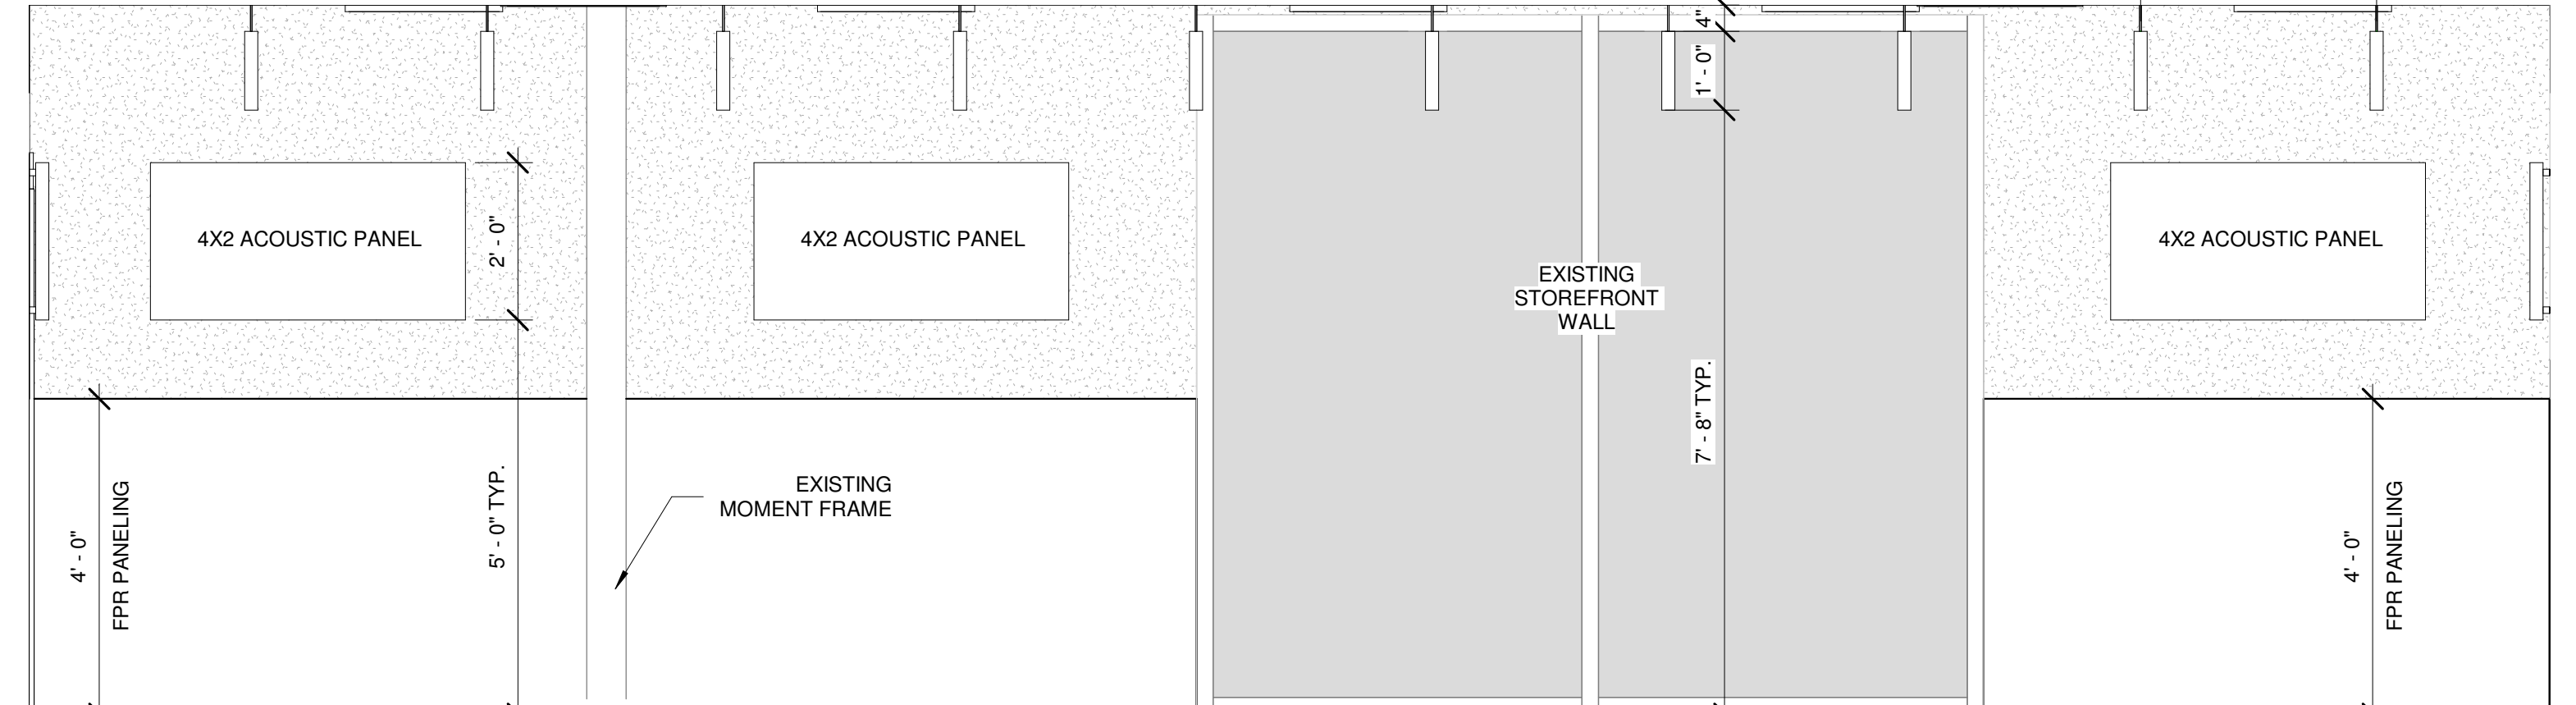 4"
1' - 0"
4X2 ACOUSTIC PANEL
2' - 0"
4X2 ACOUSTIC PANEL
4X2 ACOUSTIC PANEL
EXISTING
STOREFRONT
WALL
7' - 8" TYP.
EXISTING
MOMENT FRAME
4' - 0"
FPR PANELING
5' - 0" TYP.
4' - 0"
FPR PANELING